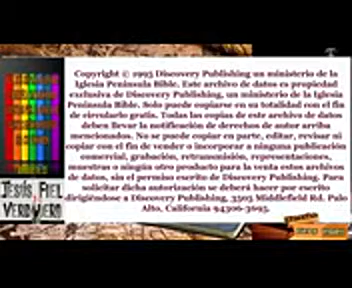 Copyright © 1995 Discovery Publishing un ministerio de la
Iglesia Peninsula Bible. Este archivo de datos es propiedad
exclusiva de Discovery Publishing, un ministerio de la Iglesia
Peninsula Bible. Solo puede copiarse en su totalidad con el fin
de circularlo gratis. Todas las copias de este archivo de datos
deben llevar la notificación de derechos de autor arriba
mencionados. No se puede copiar en parte, editar, revisar ni
copiar con el fin de vender o incorporar a ninguna publicación
comercial, grabación, retransmisión, representaciones,
muestras o ningún otro producto para la venta estos archivos
de datos, sin el permiso escrito de Discovery Publishing. Para
solicitar dicha autorización se deberá hacer por escrito
dirigiéndose a Discovery Publishing, 3505 Middlefield Rd. Palo
Alto, California 94306-3695.
JESÚS FIEL
Y VERDADERO